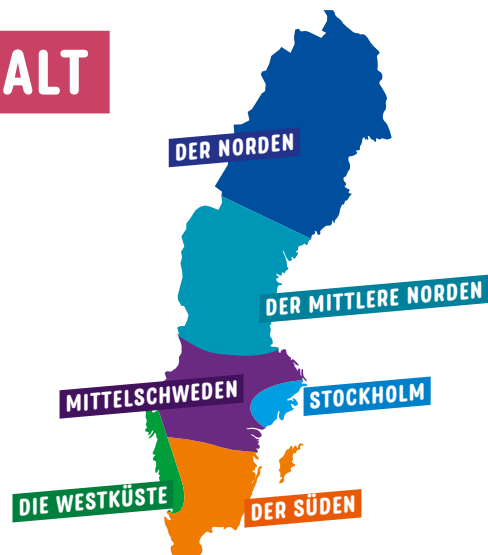 ALT
DER NORDEN
DER MITTLERE NORDEN
MITTELSCHWEDEN
STOCKHOLM
DIE WESTKÜSTE
DER SÜDEN